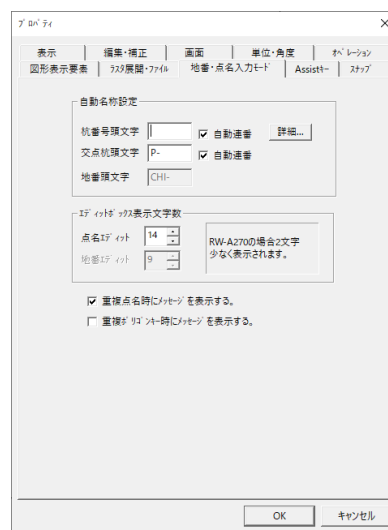 プロパティ
表示 編集・補正 画面 単位・角度 オペレーション
図形表示要素 ラスタ展開・ファイル 地番・点名入力モード Assistキー スナップ
自動名称設定
杭番号頭文字 自動連番 詳細...
交点杭頭文字 P- 自動連番
地番頭文字 CHI-
エディットボックス表示文字数
点名エディット 14
地番エディット 9
RW-A270の場合2文字
少なく表示されます。
重複点名時にメッセージを表示する。
重複ポリゴンキー時にメッセージを表示する。
OK キャンセル